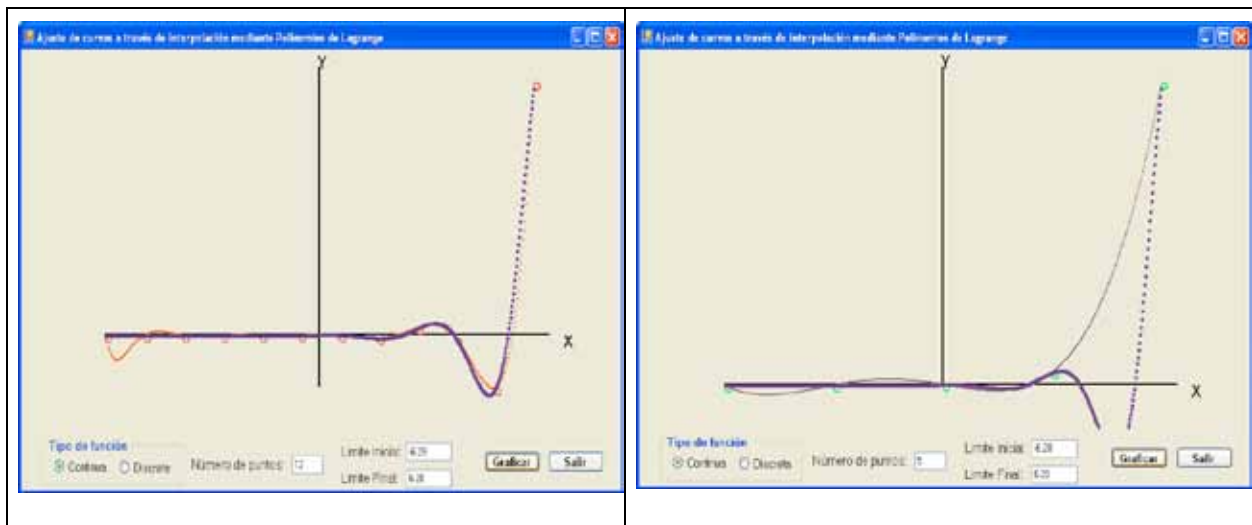 Ajuste de curvas a través de interpolación mediante Polinomios de Lagrange
Y
X
Tipo de función
Continua Discreta
Número de puntos: 12
Limite Inicial:
Limite Final: 6.28
Graficar Salir
Ajuste de curvas a través de interpolación mediante Polinomios de Lagrange
Y
X
Tipo de función
Continua Discreta
Número de puntos: 5
Limite Inicial:
Limite Final:
Graficar Salir